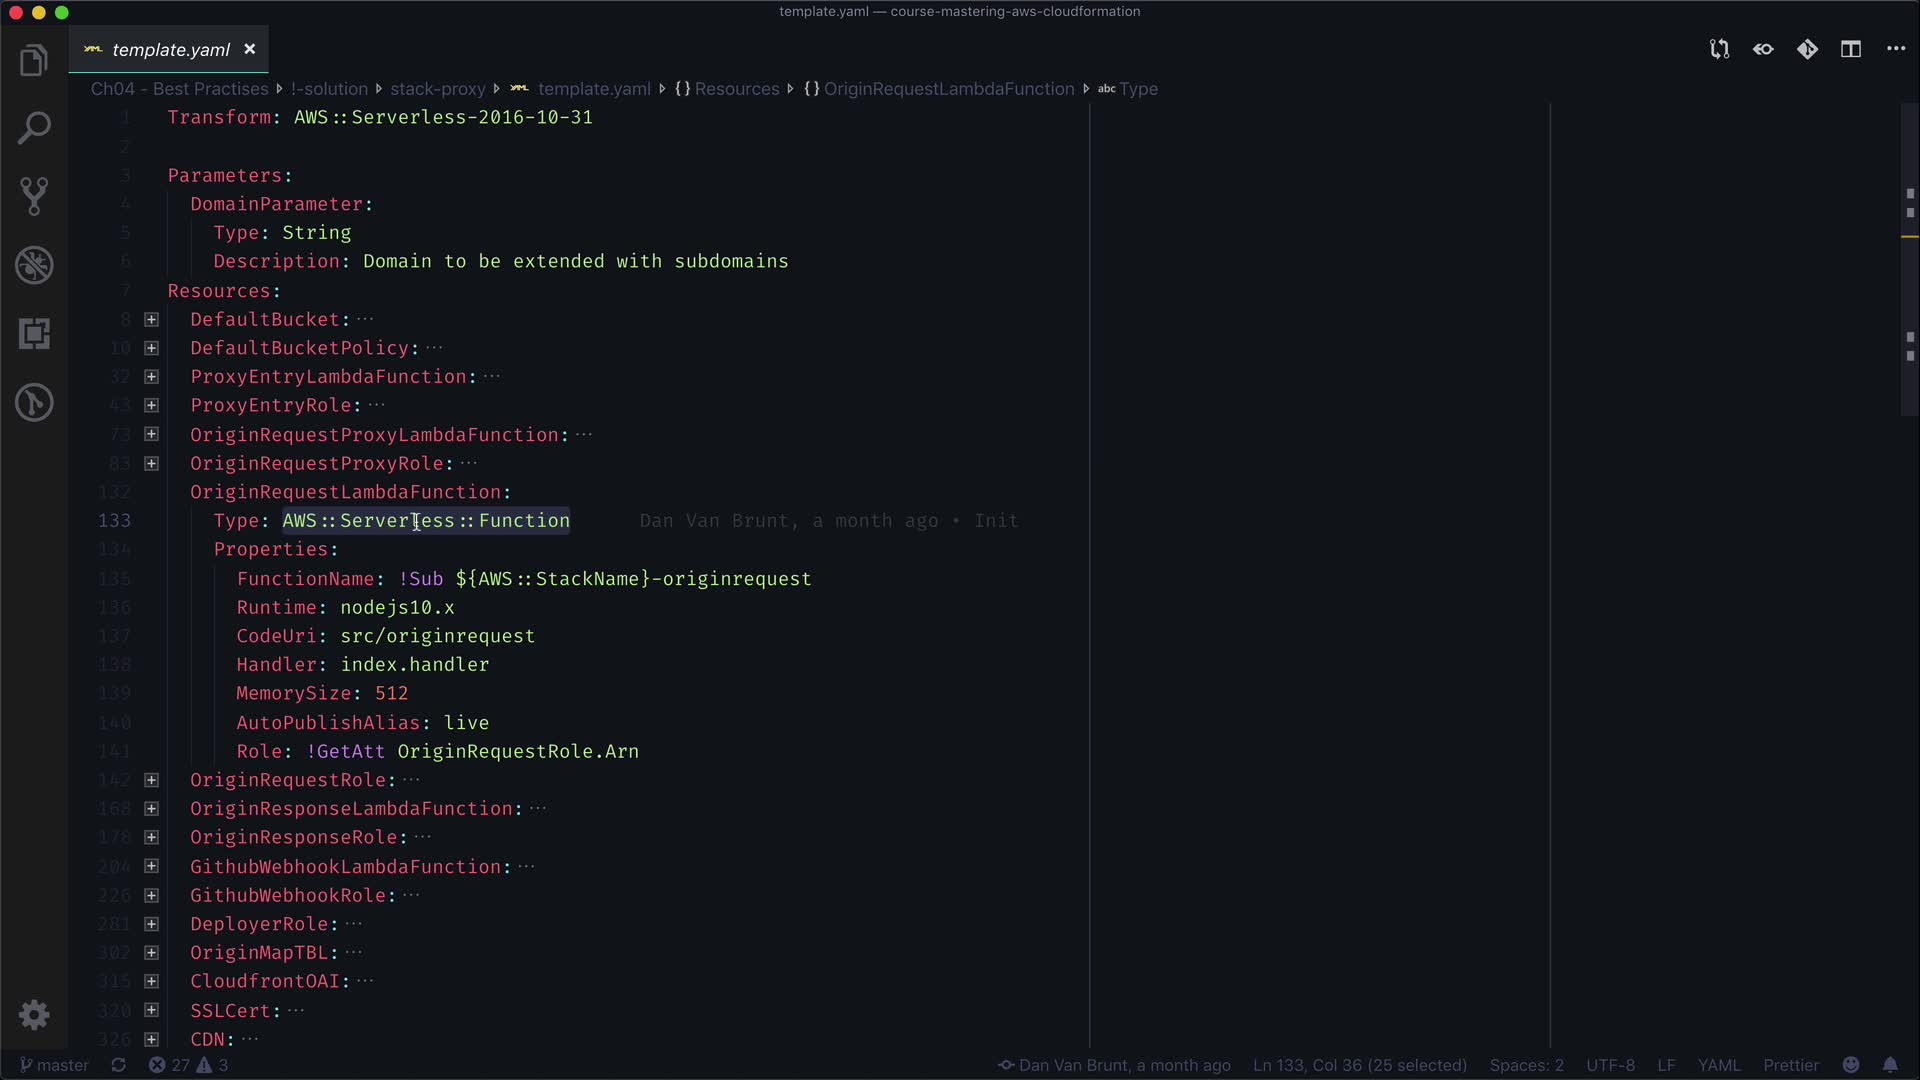 template.yaml — course-mastering-aws-cloudformation
YAML template.yaml ×
Ch04 - Best Practises !-solution stack-proxy YAML template.yaml {} Resources {} OriginRequestLambdaFunction abc Type
1 Transform: AWS::Serverless-2016-10-31
2
3 Parameters:
4 DomainParameter:
5 Type: String
6 Description: Domain to be extended with subdomains
7 Resources:
8 DefaultBucket: ···
10 DefaultBucketPolicy: ···
32 ProxyEntryLambdaFunction: ···
43 ProxyEntryRole: ···
73 OriginRequestProxyLambdaFunction: ···
83 OriginRequestProxyRole: ···
132 OriginRequestLambdaFunction:
133 Type: AWS::Serverless::Function Dan Van Brunt, a month ago • Init
134 Properties:
135 FunctionName: !Sub ${AWS::StackName}-originrequest
136 Runtime: nodejs10.x
137 CodeUri: src/originrequest
138 Handler: index.handler
139 MemorySize: 512
140 AutoPublishAlias: live
141 Role: !GetAtt OriginRequestRole.Arn
142 OriginRequestRole: ···
168 OriginResponseLambdaFunction: ···
178 OriginResponseRole: ···
204 GithubWebhookLambdaFunction: ···
226 GithubWebhookRole: ···
281 DeployerRole: ···
302 OriginMapTBL: ···
315 CloudfrontOAI: ···
320 SSLCert: ···
326 CDN: ···
master 27 3 Dan Van Brunt, a month ago Ln 133, Col 36 (25 selected) Spaces: 2 UTF-8 LF YAML Prettier